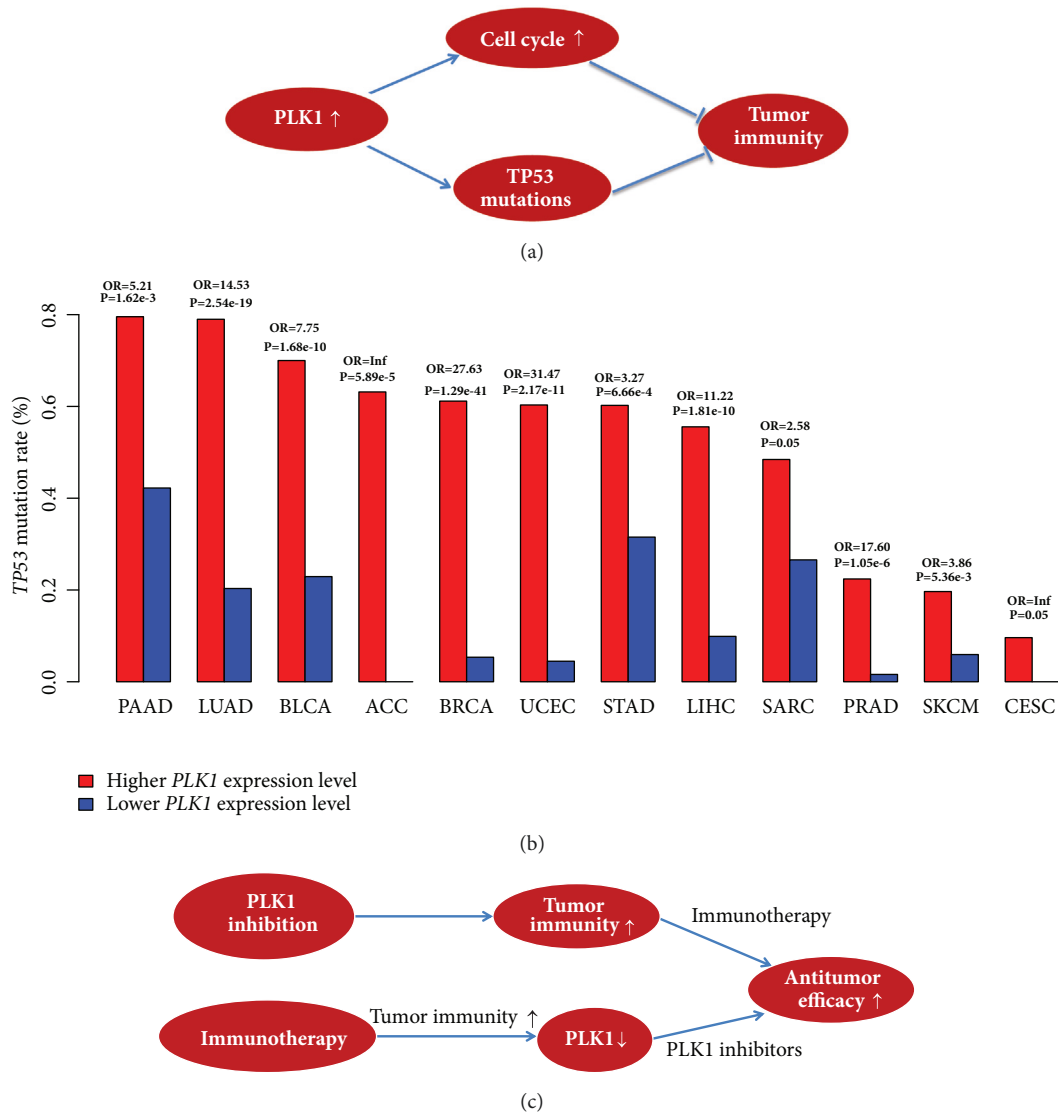 Cell cycle ↑
PLK1 ↑
Tumor
immunity
TP53
mutations
(a)
TP53 mutation rate (%)
0.8
0.6
0.4
0.2
0.0
OR=5.21
P=1.62e-3
OR=14.53
P=2.54e-19
OR=7.75
P=1.68e-10
OR=Inf
P=5.89e-5
OR=27.63
P=1.29e-41
OR=31.47
P=2.17e-11
OR=3.27
P=6.66e-4
OR=11.22
P=1.81e-10
OR=2.58
P=0.05
OR=17.60
P=1.05e-6
OR=3.86
P=5.36e-3
OR=Inf
P=0.05
PAAD LUAD BLCA ACC BRCA UCEC STAD LIHC SARC PRAD SKCM CESC
Higher PLK1 expression level
Lower PLK1 expression level
(b)
PLK1
inhibition
Tumor
immunity ↑
Immunotherapy
Antitumor
efficacy ↑
Immunotherapy
Tumor immunity ↑
PLK1 ↓
PLK1 inhibitors
(c)